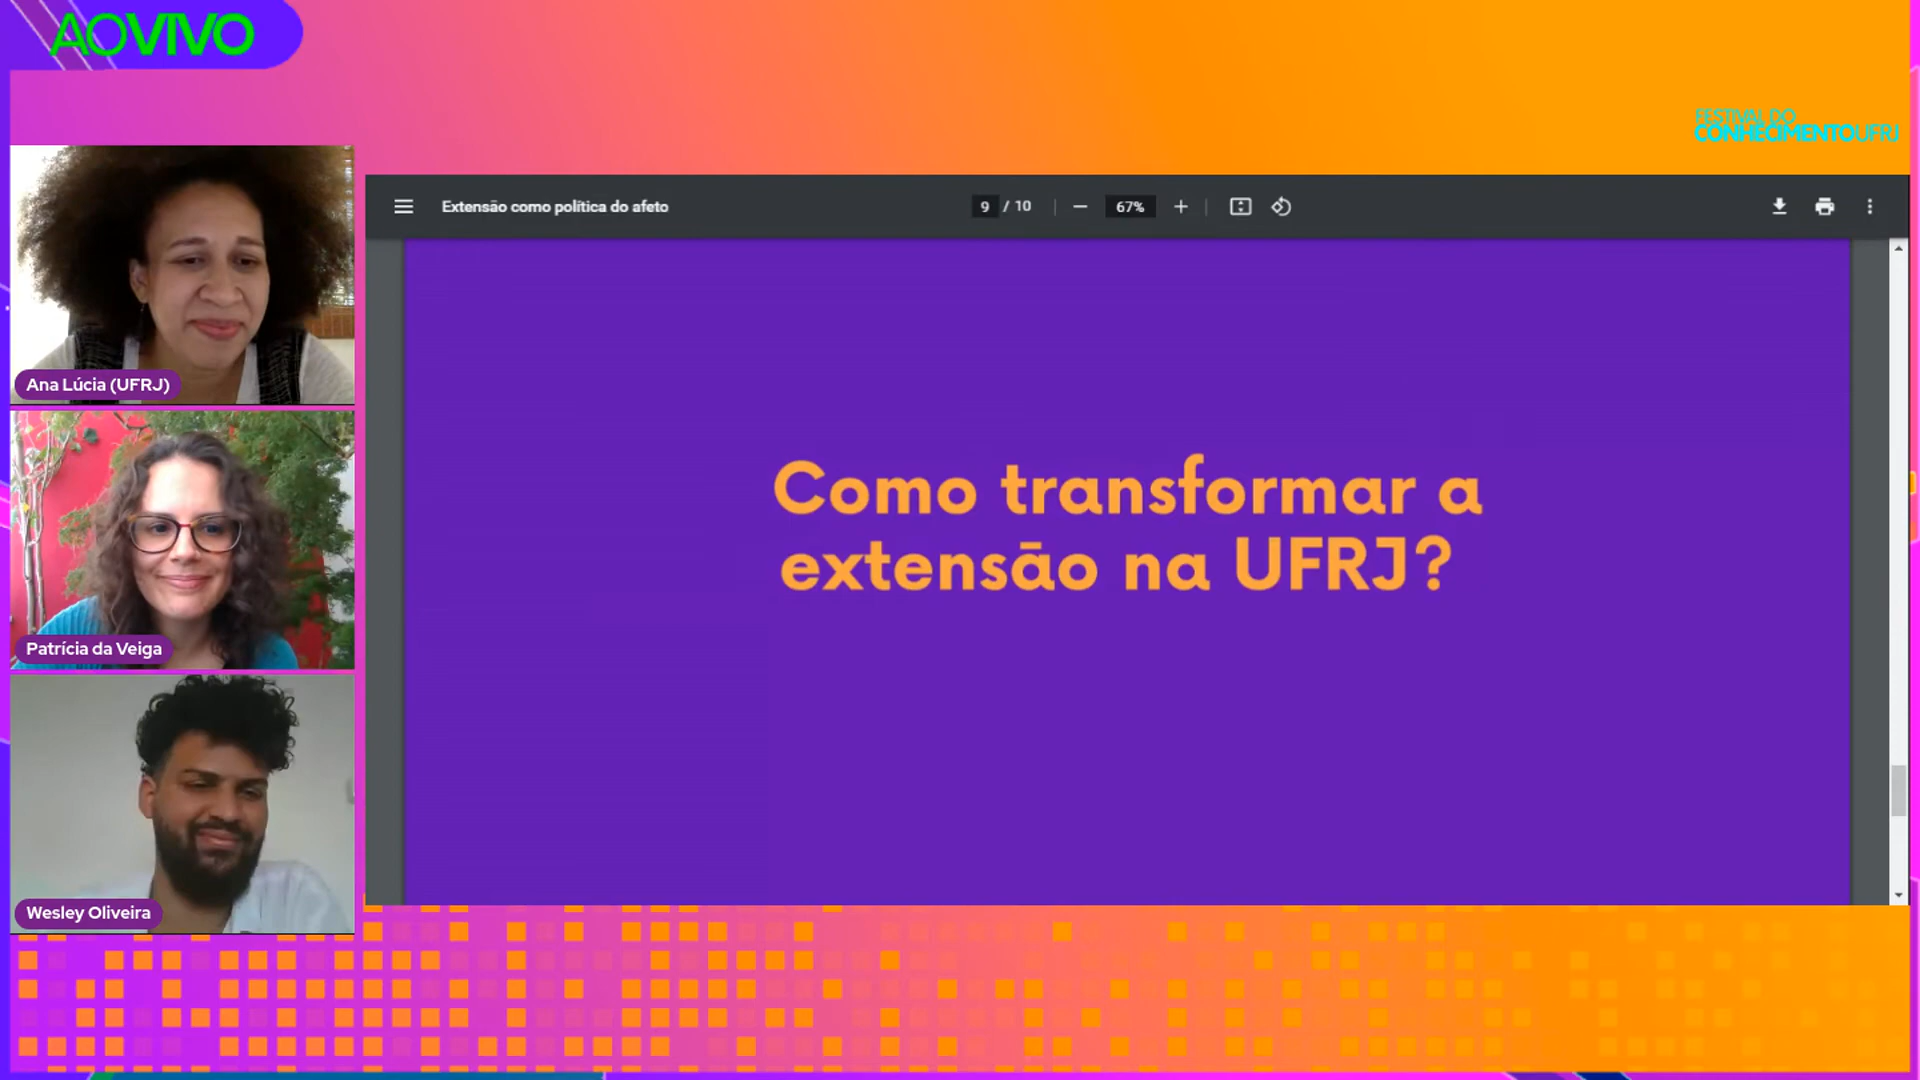 AOVIVO
FESTIVAL DO
CONHECIMENTOUFRJ
Extensão como política do afeto
9 / 10
67%
Ana Lúcia (UFRJ)
Patrícia da Veiga
Wesley Oliveira
Como transformar a
extensão na UFRJ?